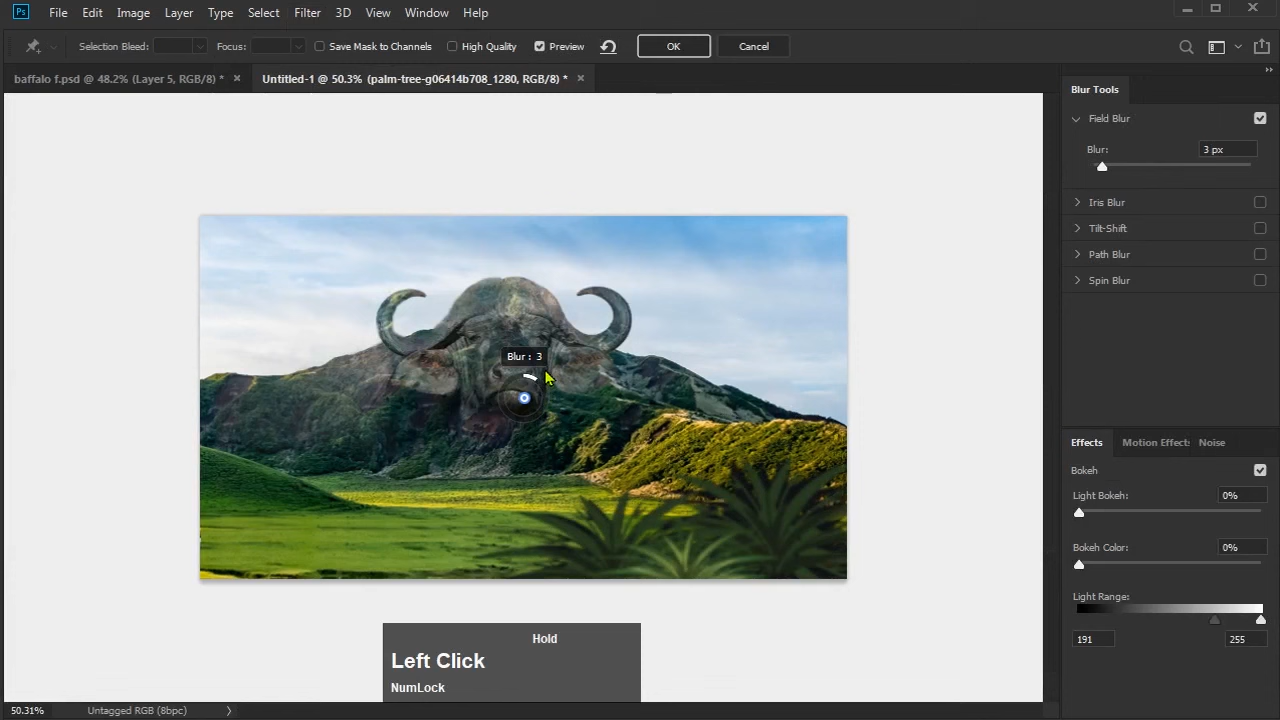 Ps File Edit Image Layer Type Select Filter 3D View Window Help
Selection Bleed: Focus: Save Mask to Channels High Quality Preview OK Cancel
baffalo f.psd @ 48.2% (Layer 5, RGB/8) * × Untitled-1 @ 50.3% (palm-tree-g06414b708_1280, RGB/8) * ×
Blur Tools
Field Blur
Blur: 3 px
Iris Blur
Tilt-Shift
Path Blur
Spin Blur
Blur : 3
Effects Motion Effects Noise
Bokeh
Light Bokeh: 0%
Bokeh Color: 0%
Light Range:
191 255
Hold
Left Click
NumLock
50.31% Untagged RGB (8bpc)